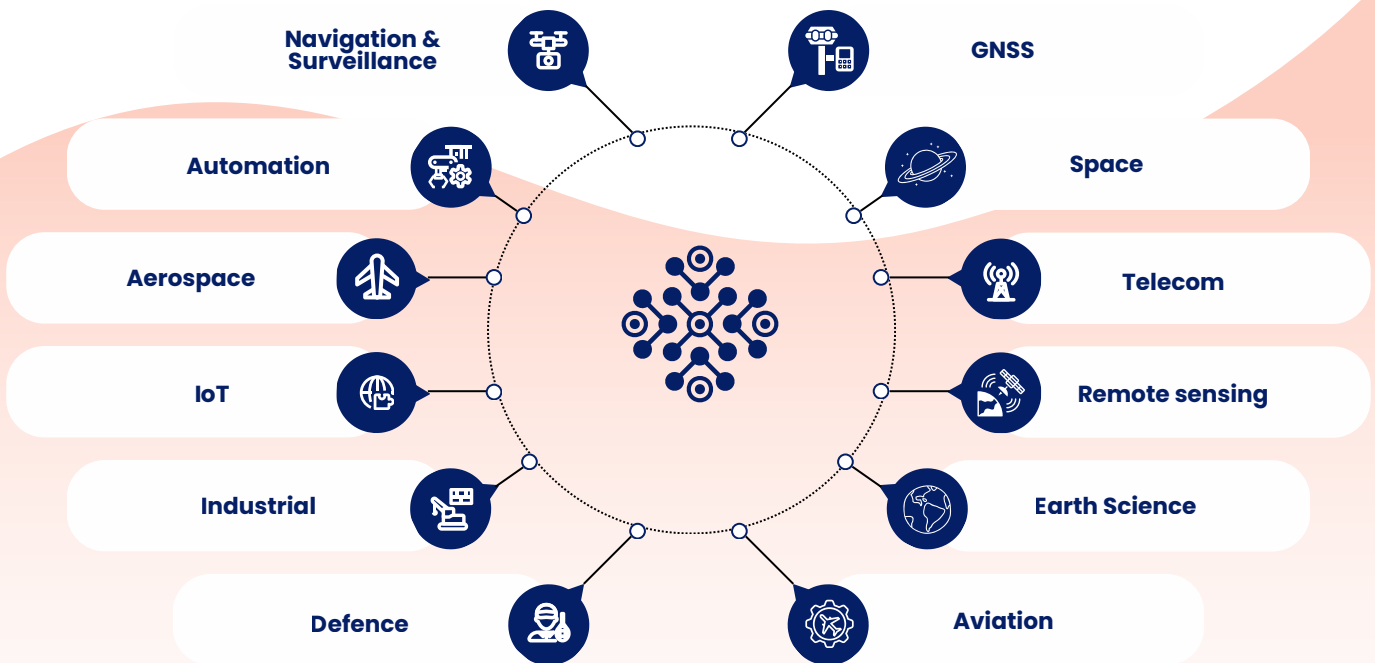 Navigation &
Surveillance
GNSS
Automation
Space
Aerospace
Telecom
IoT
Remote sensing
Industrial
Earth Science
Defence
Aviation